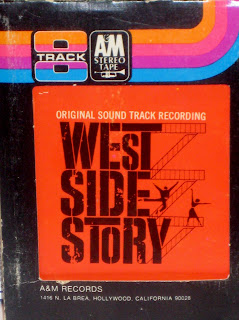 8
TRACK
A&M
STEREO
TAPE
ORIGINAL SOUND TRACK RECORDING
WEST
SIDE
STORY
A&M RECORDS
1416 N. LA BREA, HOLLYWOOD, CALIFORNIA 90028